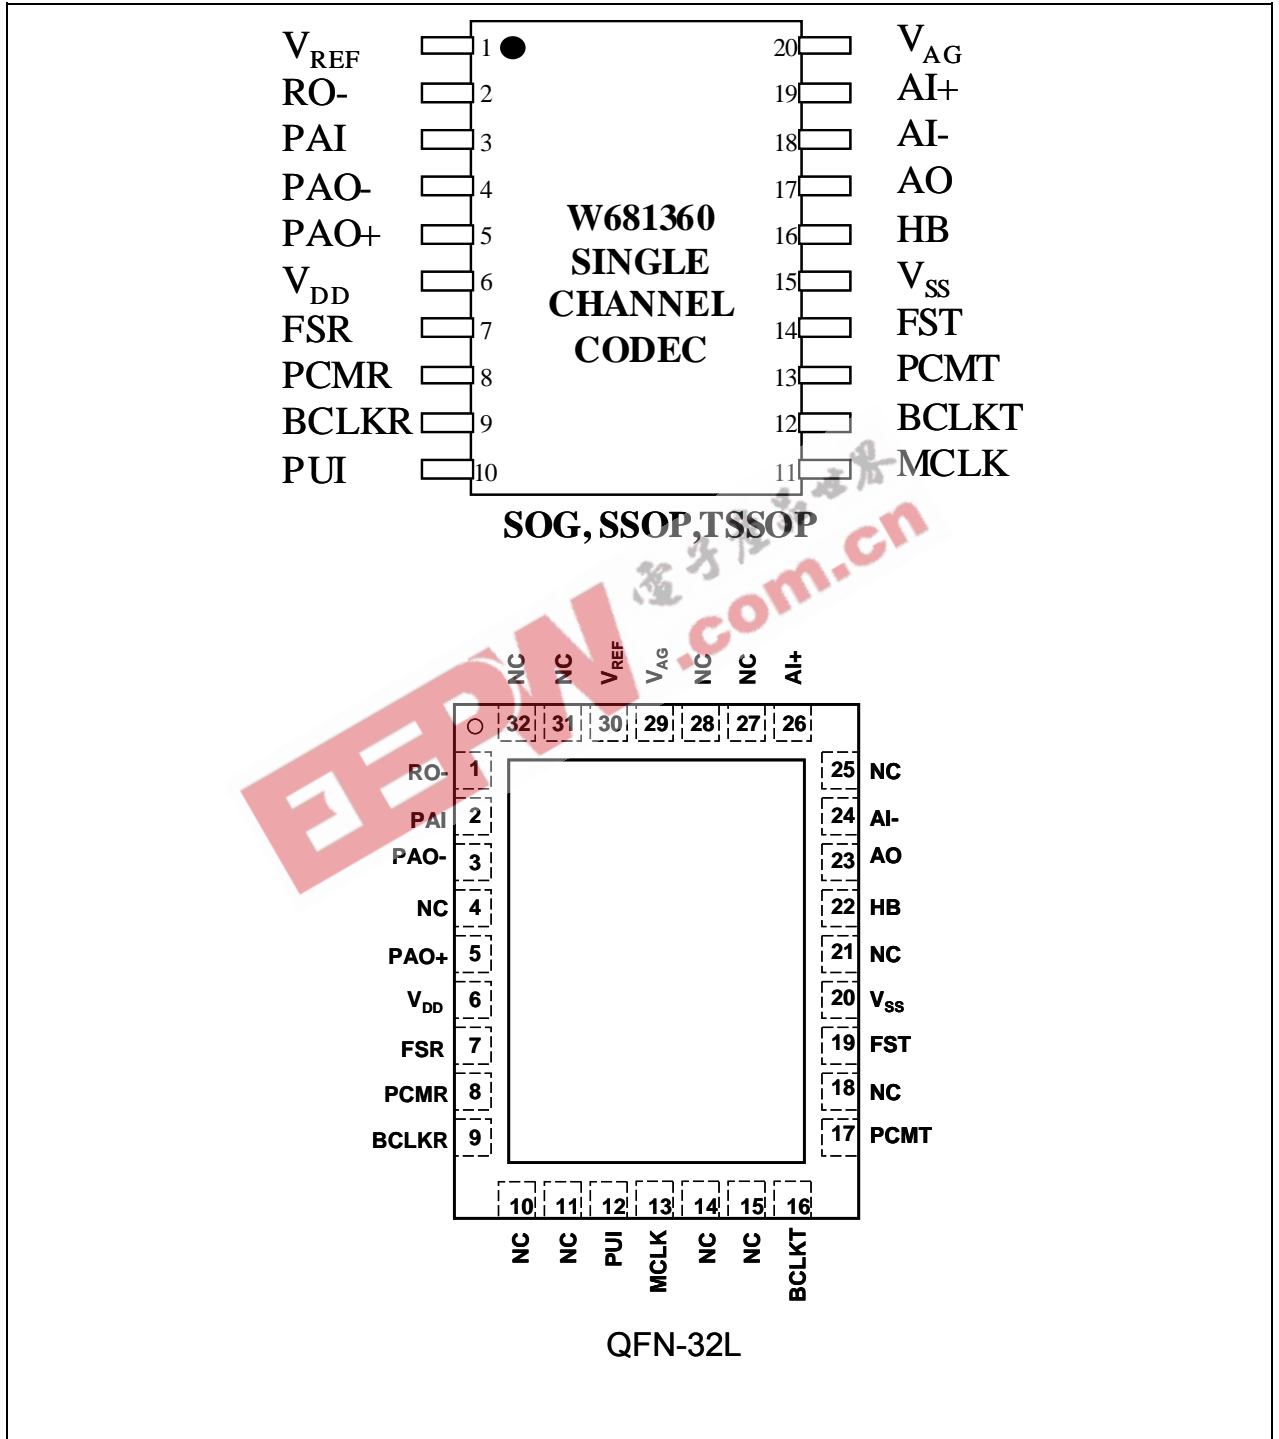 VREF 1 20 VAG
RO- 2 19 AI+
PAI 3 18 AI-
PAO- 4 17 AO
PAO+ 5 16 HB
VDD 6 15 VSS
FSR 7 14 FST
PCMR 8 13 PCMT
BCLKR 9 12 BCLKT
PUI 10 11 MCLK
W681360
SINGLE
CHANNEL
CODEC
SOG, SSOP,TSSOP
電子產品世界
EEPW.com.cn
NC NC VREF VAG NC NC AI+
32 31 30 29 28 27 26
RO- 1 25 NC
PAI 2 24 AI-
PAO- 3 23 AO
NC 4 22 HB
PAO+ 5 21 NC
VDD 6 20 VSS
FSR 7 19 FST
PCMR 8 18 NC
BCLKR 9 17 PCMT
10 11 12 13 14 15 16
NC NC PUI MCLK NC NC BCLKT
QFN-32L